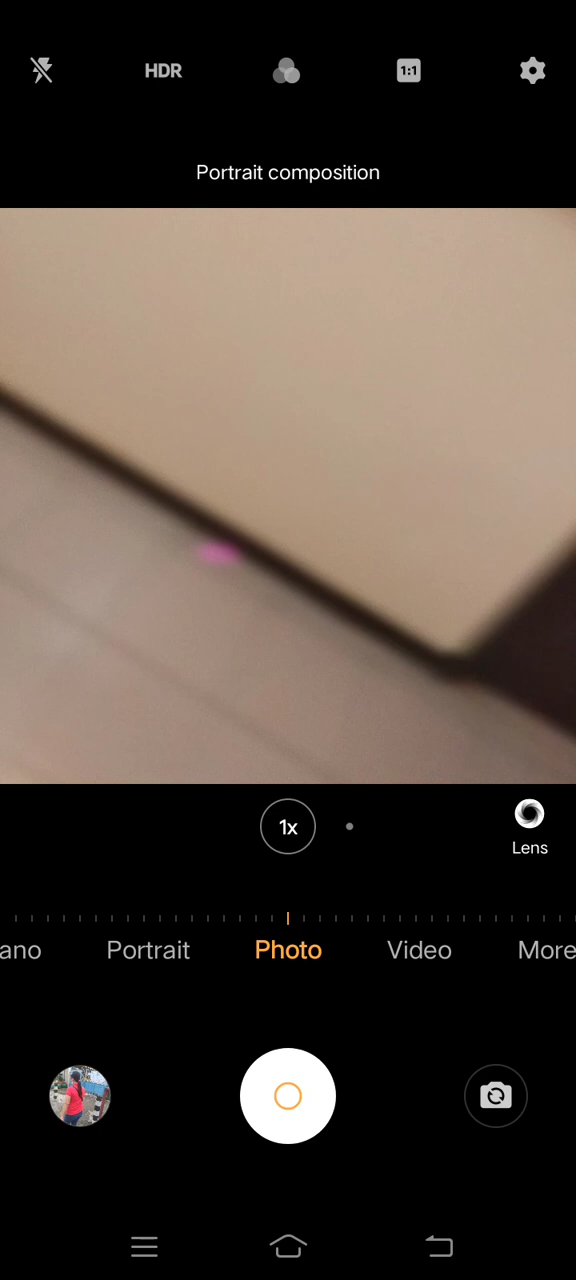 HDR
1:1
Portrait composition
1x
Lens
ano Portrait Photo Video More